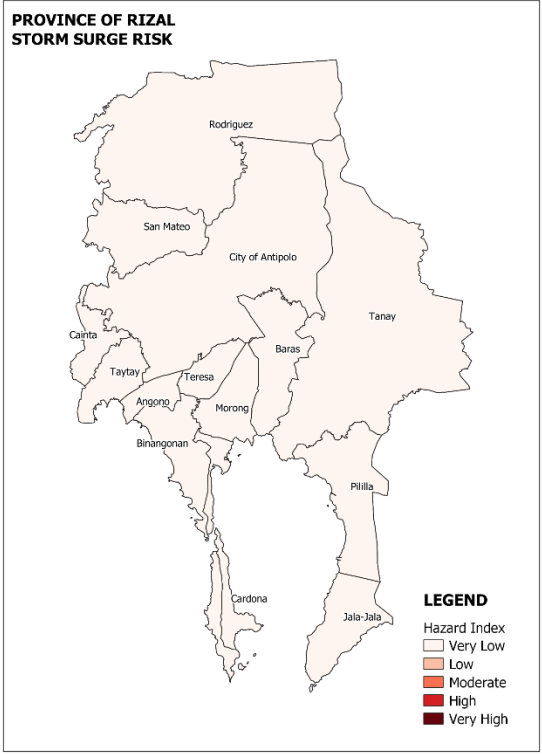 PROVINCE OF RIZAL
STORM SURGE RISK
Rodriguez
San Mateo
City of Antipolo
Tanay
Cainta
Baras
Taytay
Teresa
Angono
Morong
Binangonan
Pililla
Cardona
Jala-Jala
LEGEND
Hazard Index
Very Low
Low
Moderate
High
Very High